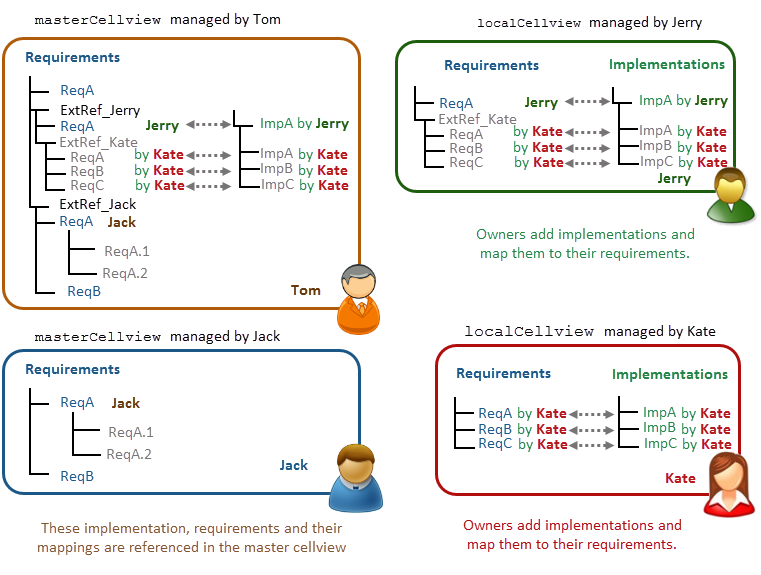 masterCellview managed by Tom
Requirements
ReqA
ExtRef_Jerry
ReqA Jerry ImpA by Jerry
ExtRef_Kate
ReqA by Kate ImpA by Kate
ReqB by Kate ImpB by Kate
ReqC by Kate ImpC by Kate
ExtRef_Jack
ReqA Jack
ReqA.1
ReqA.2
ReqB
Tom
localCellview managed by Jerry
Requirements Implementations
ReqA Jerry ImpA by Jerry
ExtRef_Kate
ReqA by Kate ImpA by Kate
ReqB by Kate ImpB by Kate
ReqC by Kate ImpC by Kate
Jerry
Owners add implementations and
map them to their requirements.
masterCellview managed by Jack
Requirements
ReqA Jack
ReqA.1
ReqA.2
ReqB
Jack
These implementation, requirements and their
mappings are referenced in the master cellview
localCellview managed by Kate
Requirements Implementations
ReqA by Kate ImpA by Kate
ReqB by Kate ImpB by Kate
ReqC by Kate ImpC by Kate
Kate
Owners add implementations and
map them to their requirements.